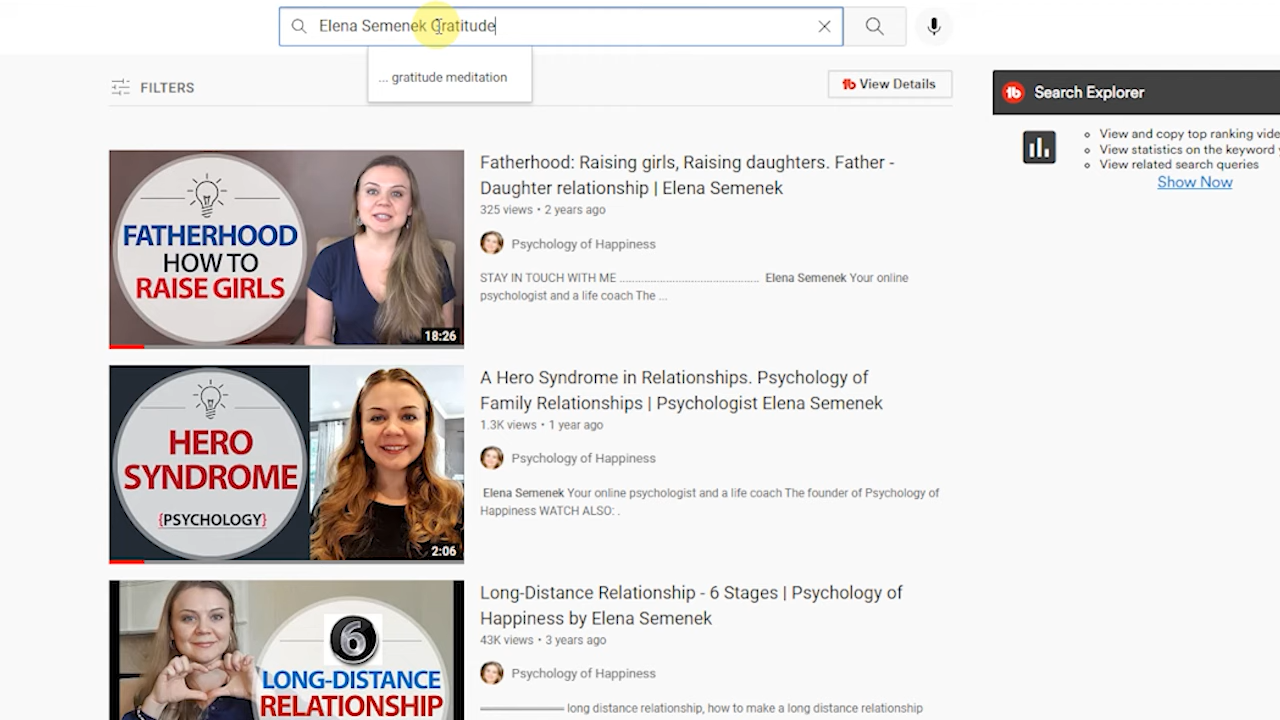 Elena Semenek Gratitude
... gratitude meditation
FILTERS
View Details
Search Explorer
View and copy top ranking vide
View statistics on the keyword
View related search queries
Show Now
FATHERHOOD
HOW TO
RAISE GIRLS
18:26
Fatherhood: Raising girls, Raising daughters. Father -
Daughter relationship | Elena Semenek
325 views • 2 years ago
Psychology of Happiness
STAY IN TOUCH WITH ME ................................................ Elena Semenek Your online
psychologist and a life coach The ...
HERO
SYNDROME
{PSYCHOLOGY}
2:06
A Hero Syndrome in Relationships. Psychology of
Family Relationships | Psychologist Elena Semenek
1.3K views • 1 year ago
Psychology of Happiness
Elena Semenek Your online psychologist and a life coach The founder of Psychology of
Happiness WATCH ALSO: .
6
LONG-DISTANCE
RELATIONSHIP
Long-Distance Relationship - 6 Stages | Psychology of
Happiness by Elena Semenek
43K views • 3 years ago
Psychology of Happiness
long distance relationship, how to make a long distance relationship